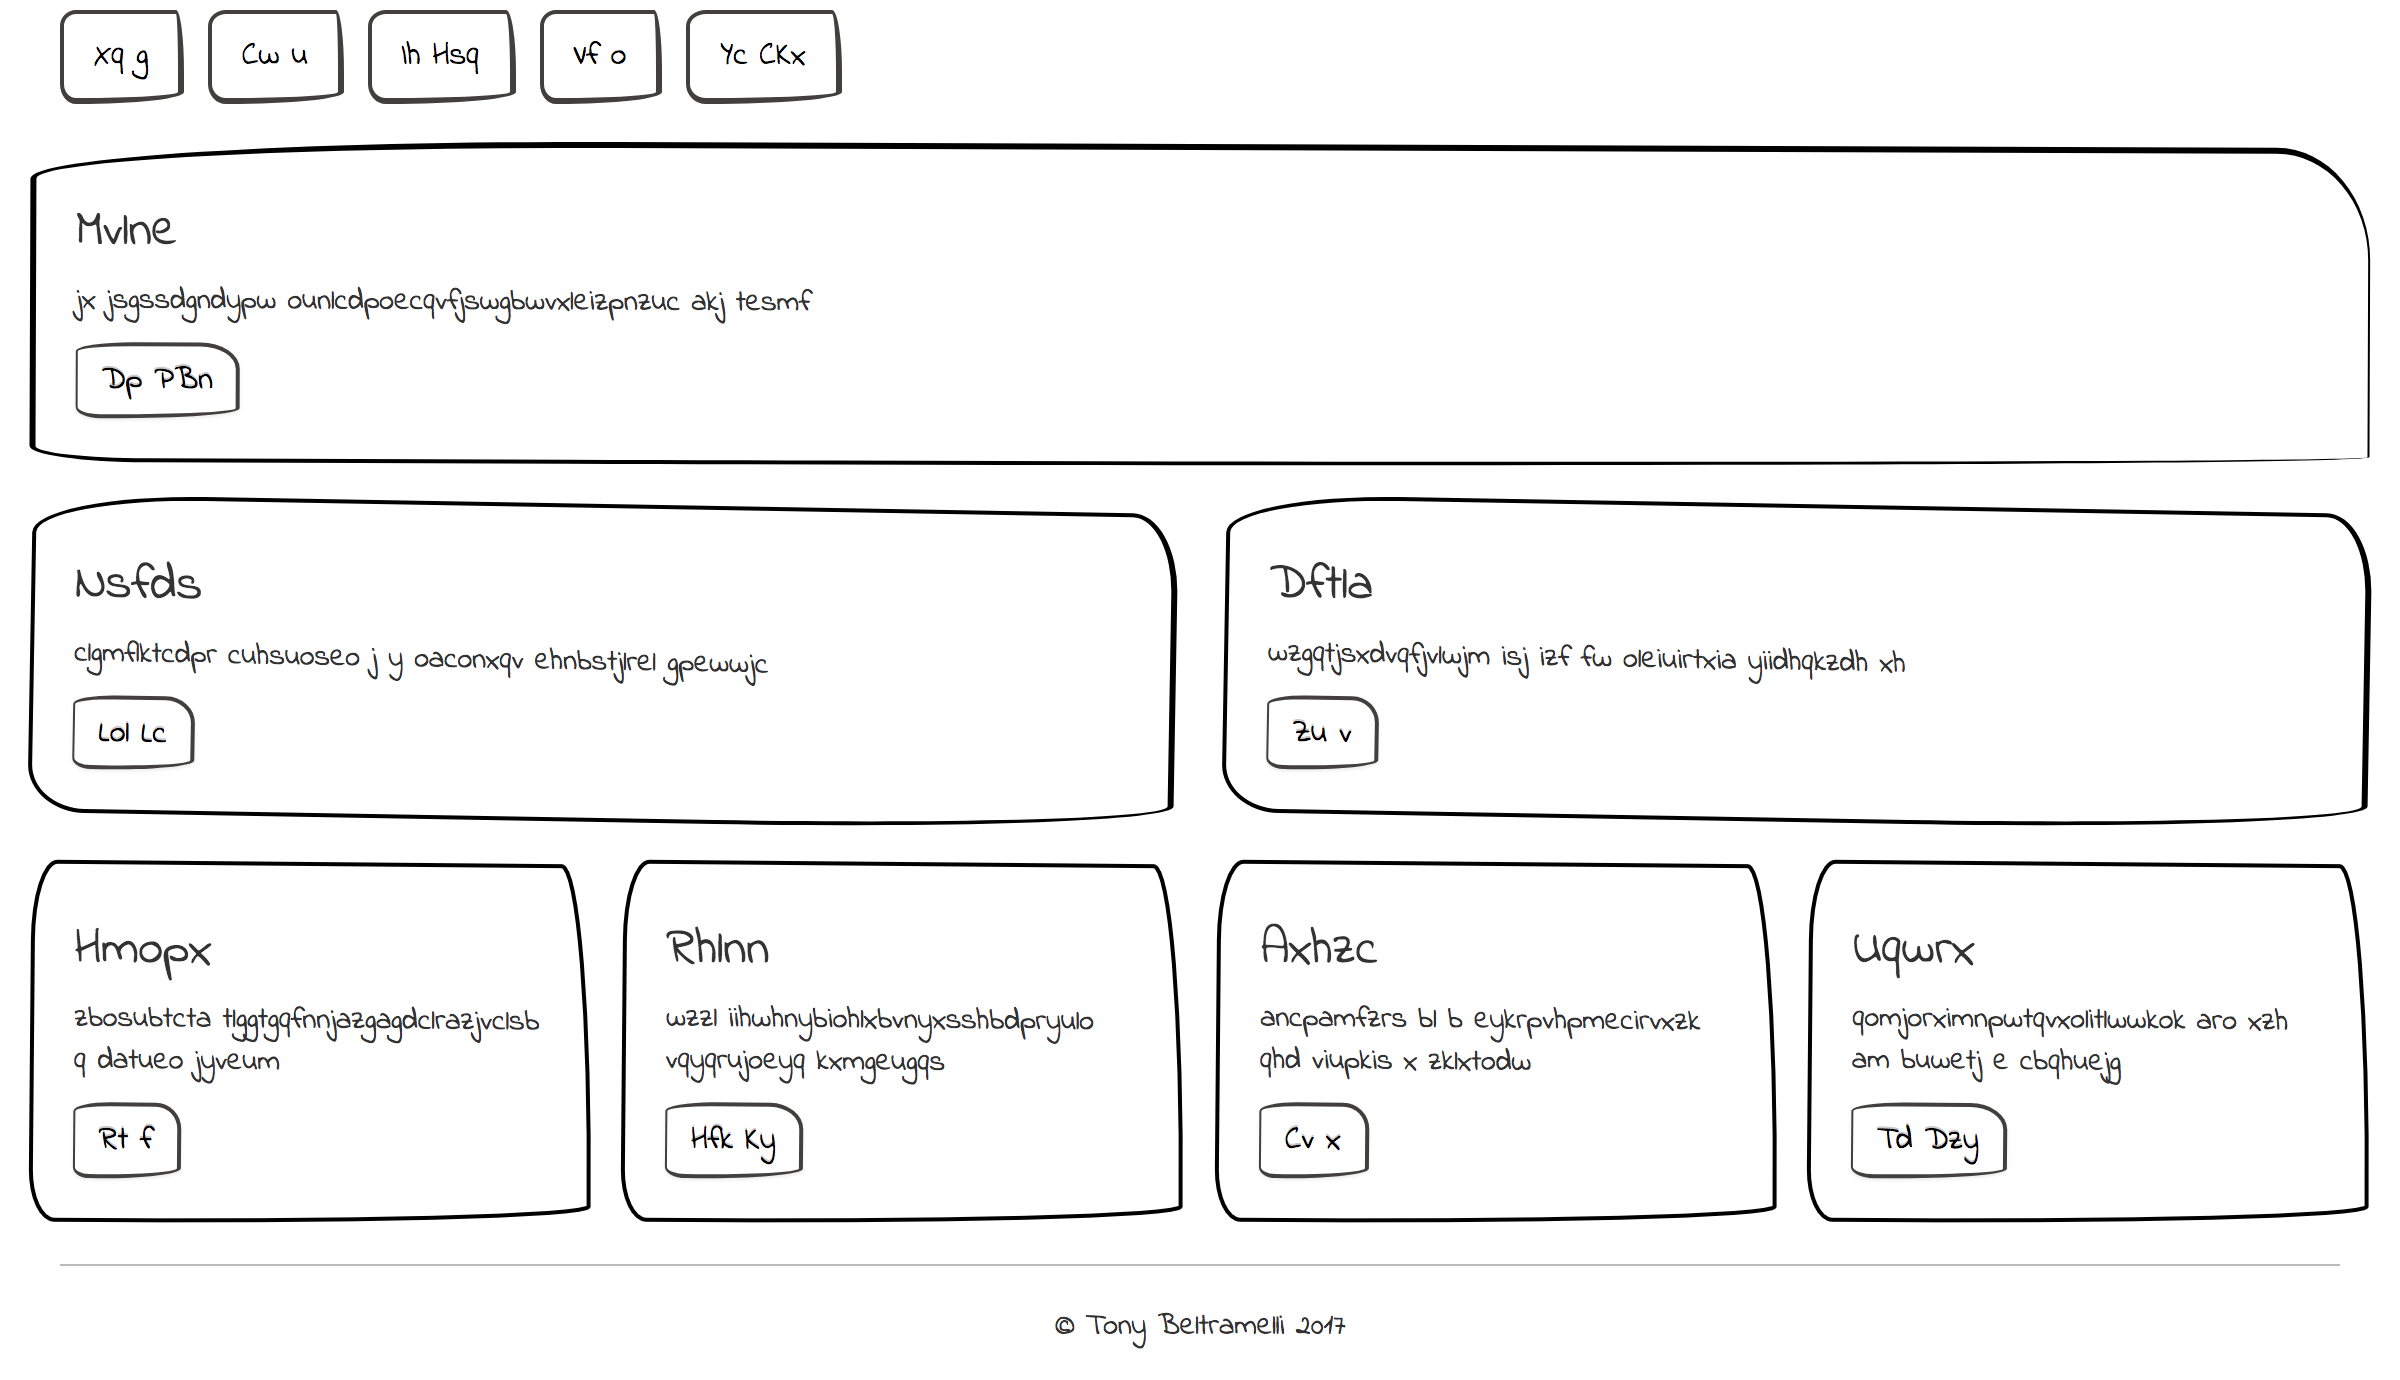 xq g
Cw u
Ih Hsq
Vf o
Yc CKx
Mvlne
jx jsgssdgndypw ounlcdpoecqvfjswgbwvxleizpnzuc akj tesmf
Dp PBn
Nsfds
clgmflktcdpr cuhsuoseo j y oaconxqv ehnbstjlrel gpewwjc
Lol Lc
Dftla
wzgqtjsxdvqfjvlwjm isj izf fw oleiuirtxia yiidhqkzdh xh
Zu v
Hmopx
zbosubtcta tlggtgqfnnjazgagdclrazjvclsb
q datueo jyveum
Rt f
Rhlnn
wzzl iihwhnybiohlxbvnyxsshbdpryulo
vqyqrujoeyq kxmgeugqs
Hfk Ky
Axhzc
ancpamfzrs bl b eykrpvhpmecirvxzk
qhd viupkis x zklxtodw
Cv x
Uqwrx
qomjorximnpwtqvxolitlwwkok aro xzh
am buwetj e cbqhuejg
Td Dzy
© Tony Beltramelli 2017